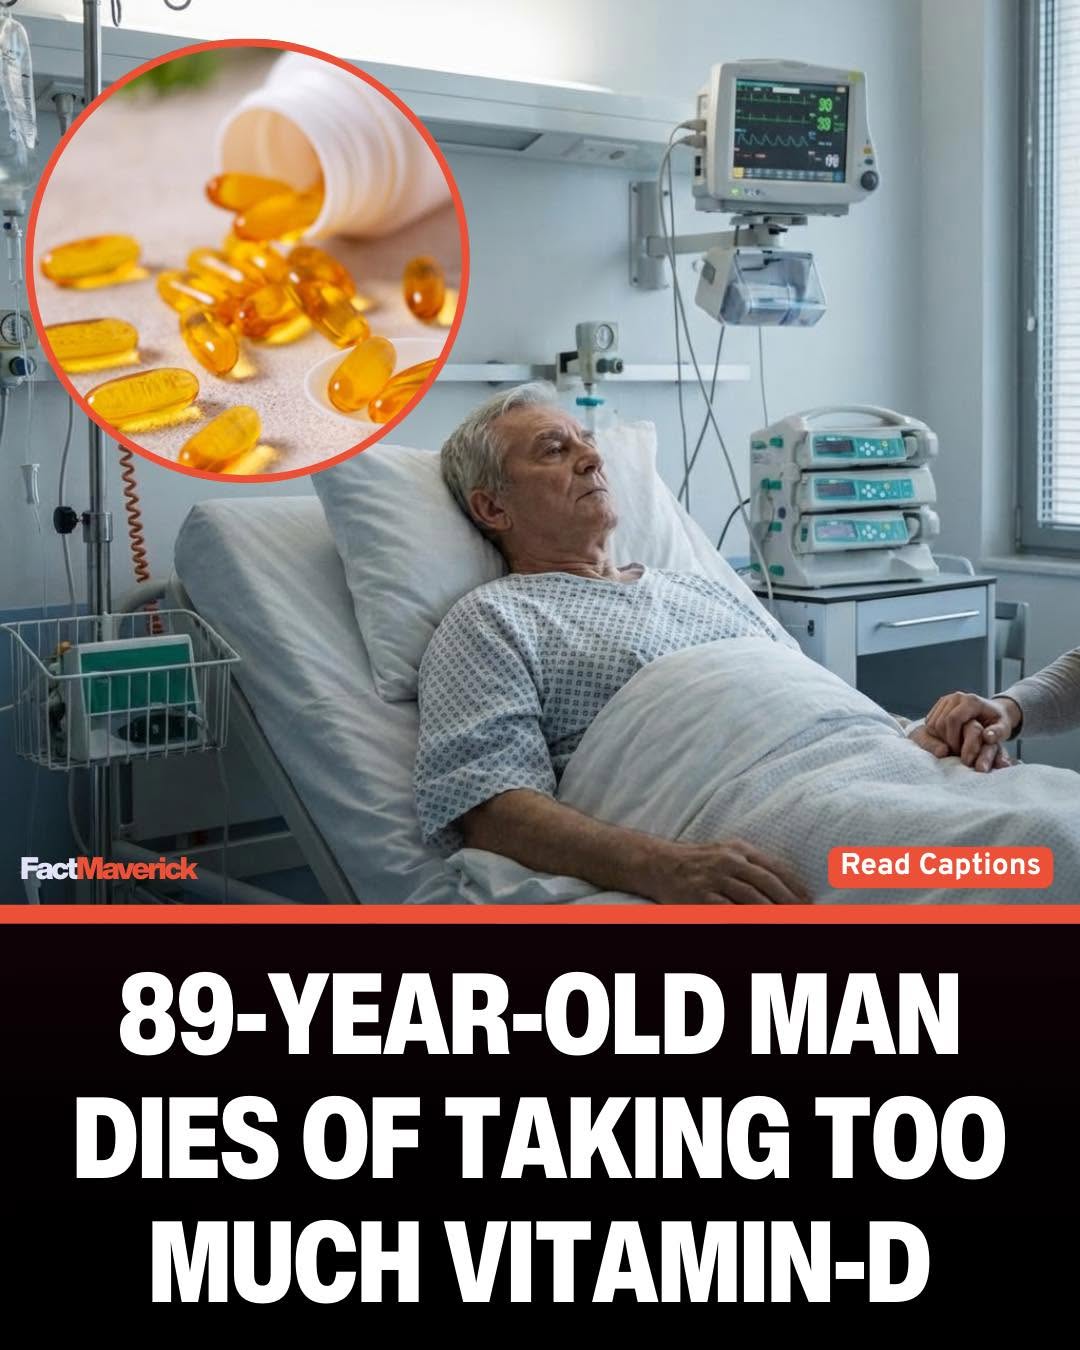 FactMaverick
Read Captions
89-YEAR-OLD MAN
DIES OF TAKING TOO
MUCH VITAMIN-D